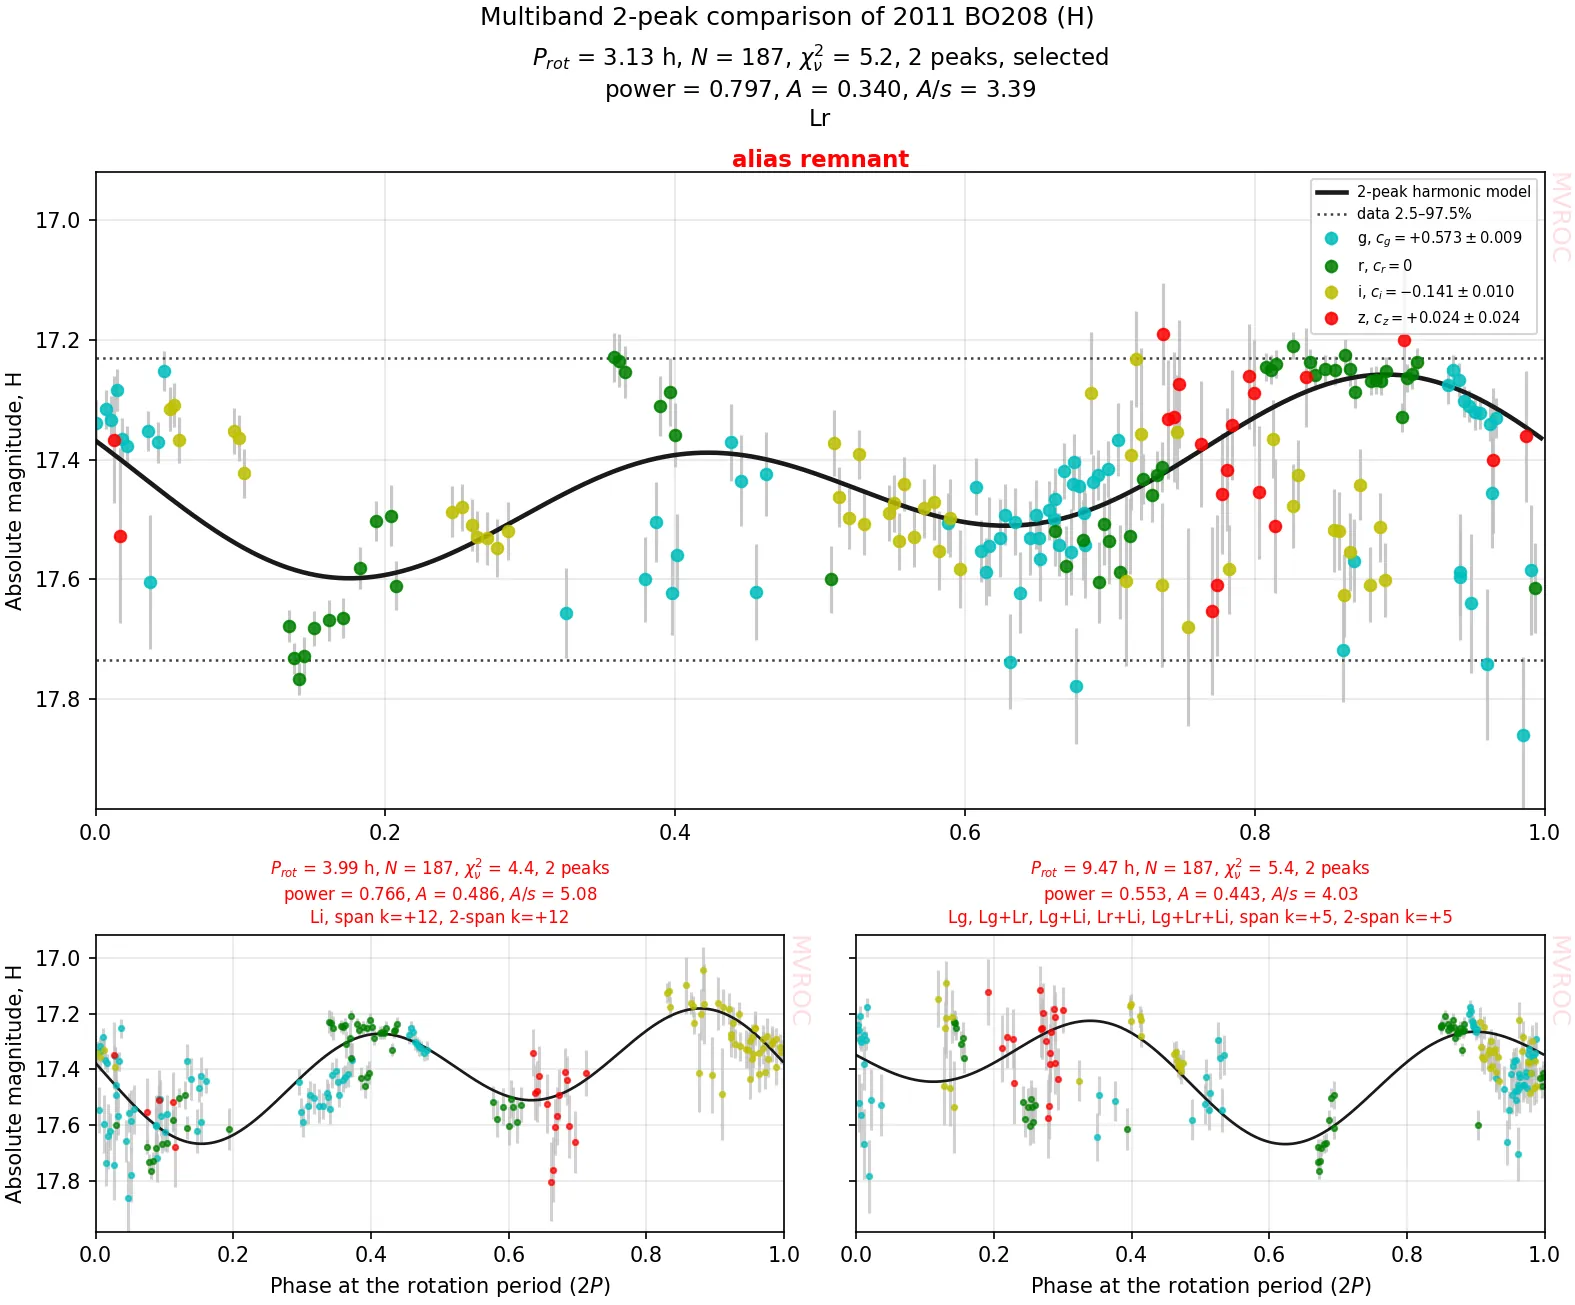 Multiband 2-peak comparison of 2011 BO208 (H)
P_rot = 3.13 h, N = 187, χ²_ν = 5.2, 2 peaks, selected
power = 0.797, A = 0.340, A/s = 3.39
Lr
alias remnant
2-peak harmonic model
data 2.5–97.5%
g, c_g = +0.573 ± 0.009
r, c_r = 0
i, c_i = −0.141 ± 0.010
z, c_z = +0.024 ± 0.024
MVROC
Absolute magnitude, H
17.0
17.2
17.4
17.6
17.8
0.0 0.2 0.4 0.6 0.8 1.0
P_rot = 3.99 h, N = 187, χ²_ν = 4.4, 2 peaks
power = 0.766, A = 0.486, A/s = 5.08
Li, span k=+12, 2-span k=+12
MVROC
Absolute magnitude, H
17.0
17.2
17.4
17.6
17.8
0.0 0.2 0.4 0.6 0.8 1.0
Phase at the rotation period (2P)
P_rot = 9.47 h, N = 187, χ²_ν = 5.4, 2 peaks
power = 0.553, A = 0.443, A/s = 4.03
Lg, Lg+Lr, Lg+Li, Lr+Li, Lg+Lr+Li, span k=+5, 2-span k=+5
MVROC
0.0 0.2 0.4 0.6 0.8 1.0
Phase at the rotation period (2P)